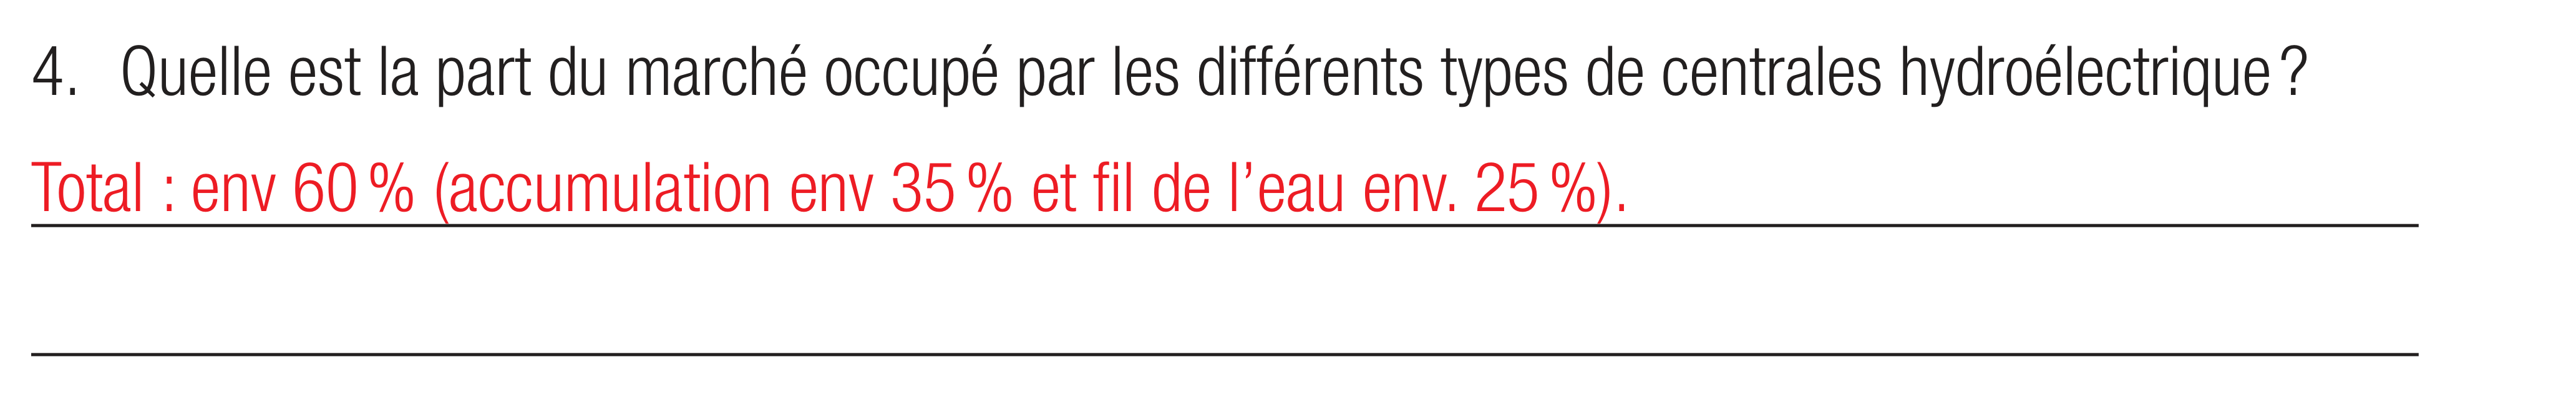 4. Quelle est la part du marché occupé par les différents types de centrales hydroélectrique ?
Total : env 60 % (accumulation env 35 % et fil de l’eau env. 25 %).